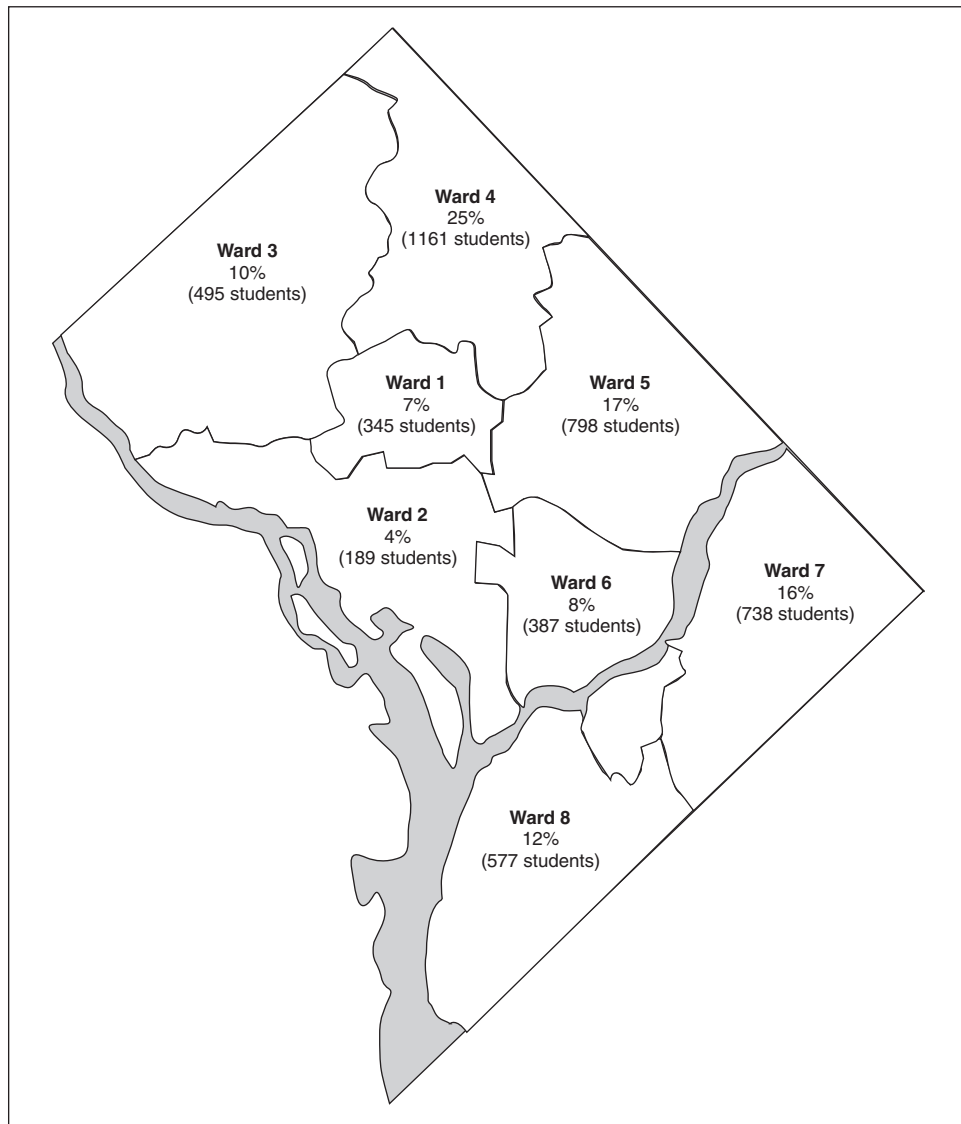 Ward 4
25%
(1161 students)
Ward 3
10%
(495 students)
Ward 1
7%
(345 students)
Ward 5
17%
(798 students)
Ward 2
4%
(189 students)
Ward 6
8%
(387 students)
Ward 7
16%
(738 students)
Ward 8
12%
(577 students)